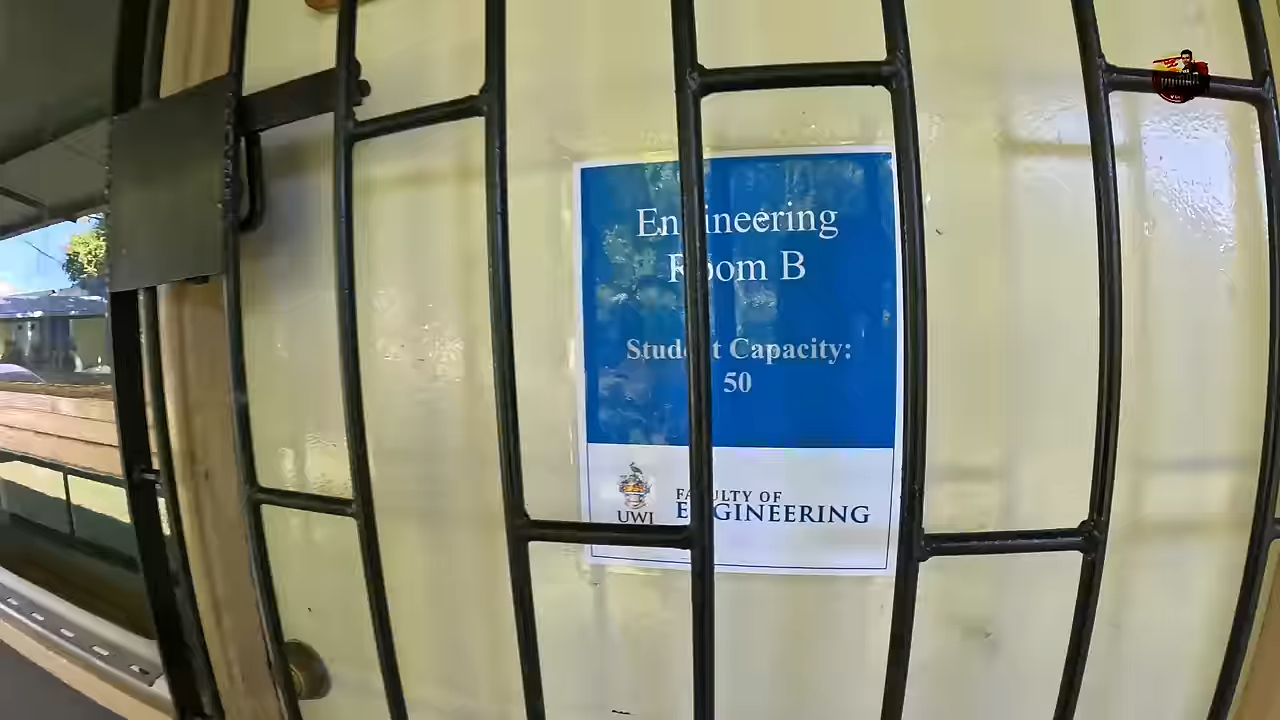 Engineering
Room B
Student Capacity:
50
UWI
FACULTY OF
ENGINEERING